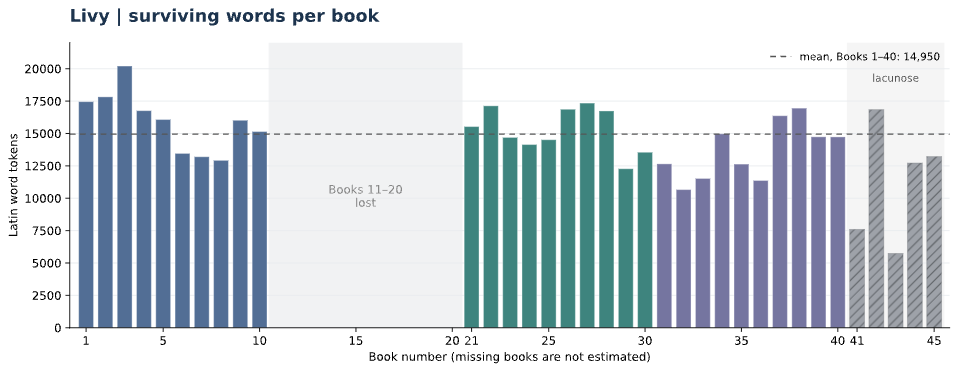 Livy | surviving words per book
mean, Books 1–40: 14,950
lacunose
Books 11–20
lost
Latin word tokens
20000
17500
15000
12500
10000
7500
5000
2500
0
1 5 10 15 20 21 25 30 35 40 41 45
Book number (missing books are not estimated)